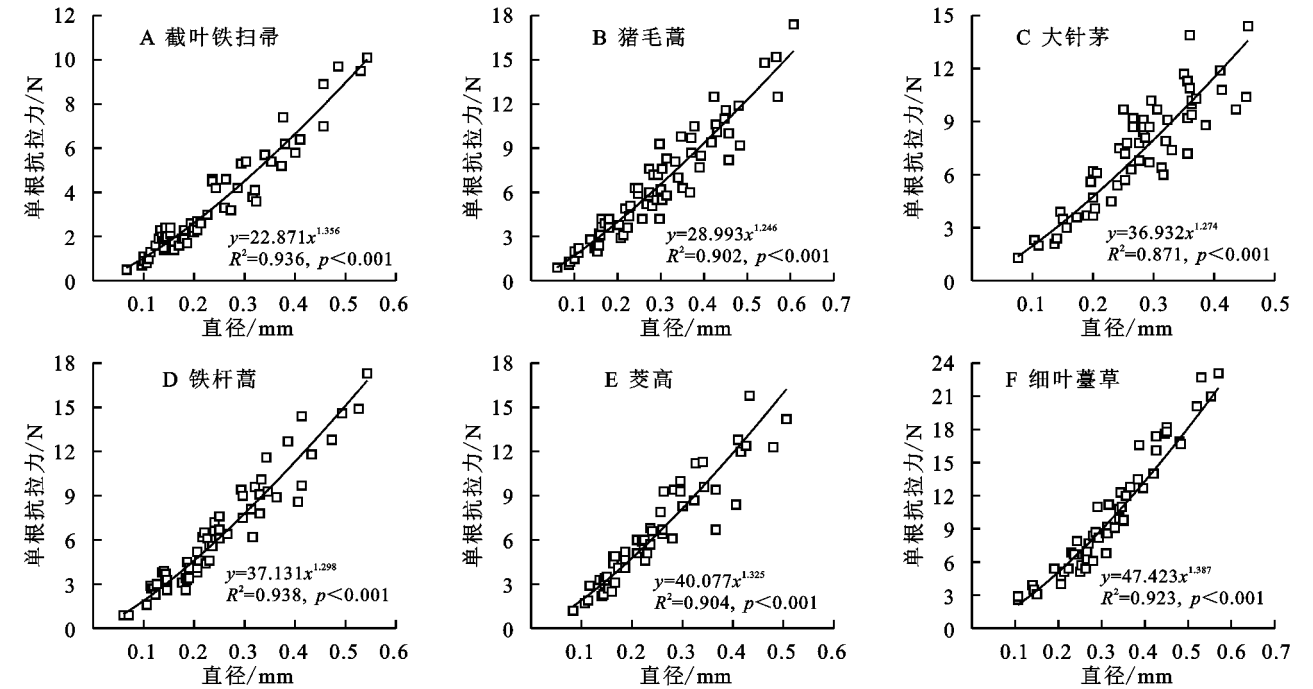 A 截叶铁扫帚
单根抗拉力/N
12
10
8
6
4
2
0
y=22.871x^1.356
R²=0.936, p<0.001
0.1 0.2 0.3 0.4 0.5 0.6
直径/mm
B 猪毛蒿
单根抗拉力/N
18
15
12
9
6
3
0
y=28.993x^1.246
R²=0.902, p<0.001
0.1 0.2 0.3 0.4 0.5 0.6 0.7
直径/mm
C 大针茅
单根抗拉力/N
15
12
9
6
3
0
y=36.932x^1.274
R²=0.871, p<0.001
0.1 0.2 0.3 0.4 0.5
直径/mm
D 铁杆蒿
单根抗拉力/N
18
15
12
9
6
3
0
y=37.131x^1.298
R²=0.938, p<0.001
0.1 0.2 0.3 0.4 0.5 0.6
直径/mm
E 茭高
单根抗拉力/N
18
15
12
9
6
3
0
y=40.077x^1.325
R²=0.904, p<0.001
0.1 0.2 0.3 0.4 0.5 0.6
直径/mm
F 细叶薹草
单根抗拉力/N
24
21
18
15
12
9
6
3
0
y=47.423x^1.387
R²=0.923, p<0.001
0.1 0.2 0.3 0.4 0.5 0.6 0.7
直径/mm